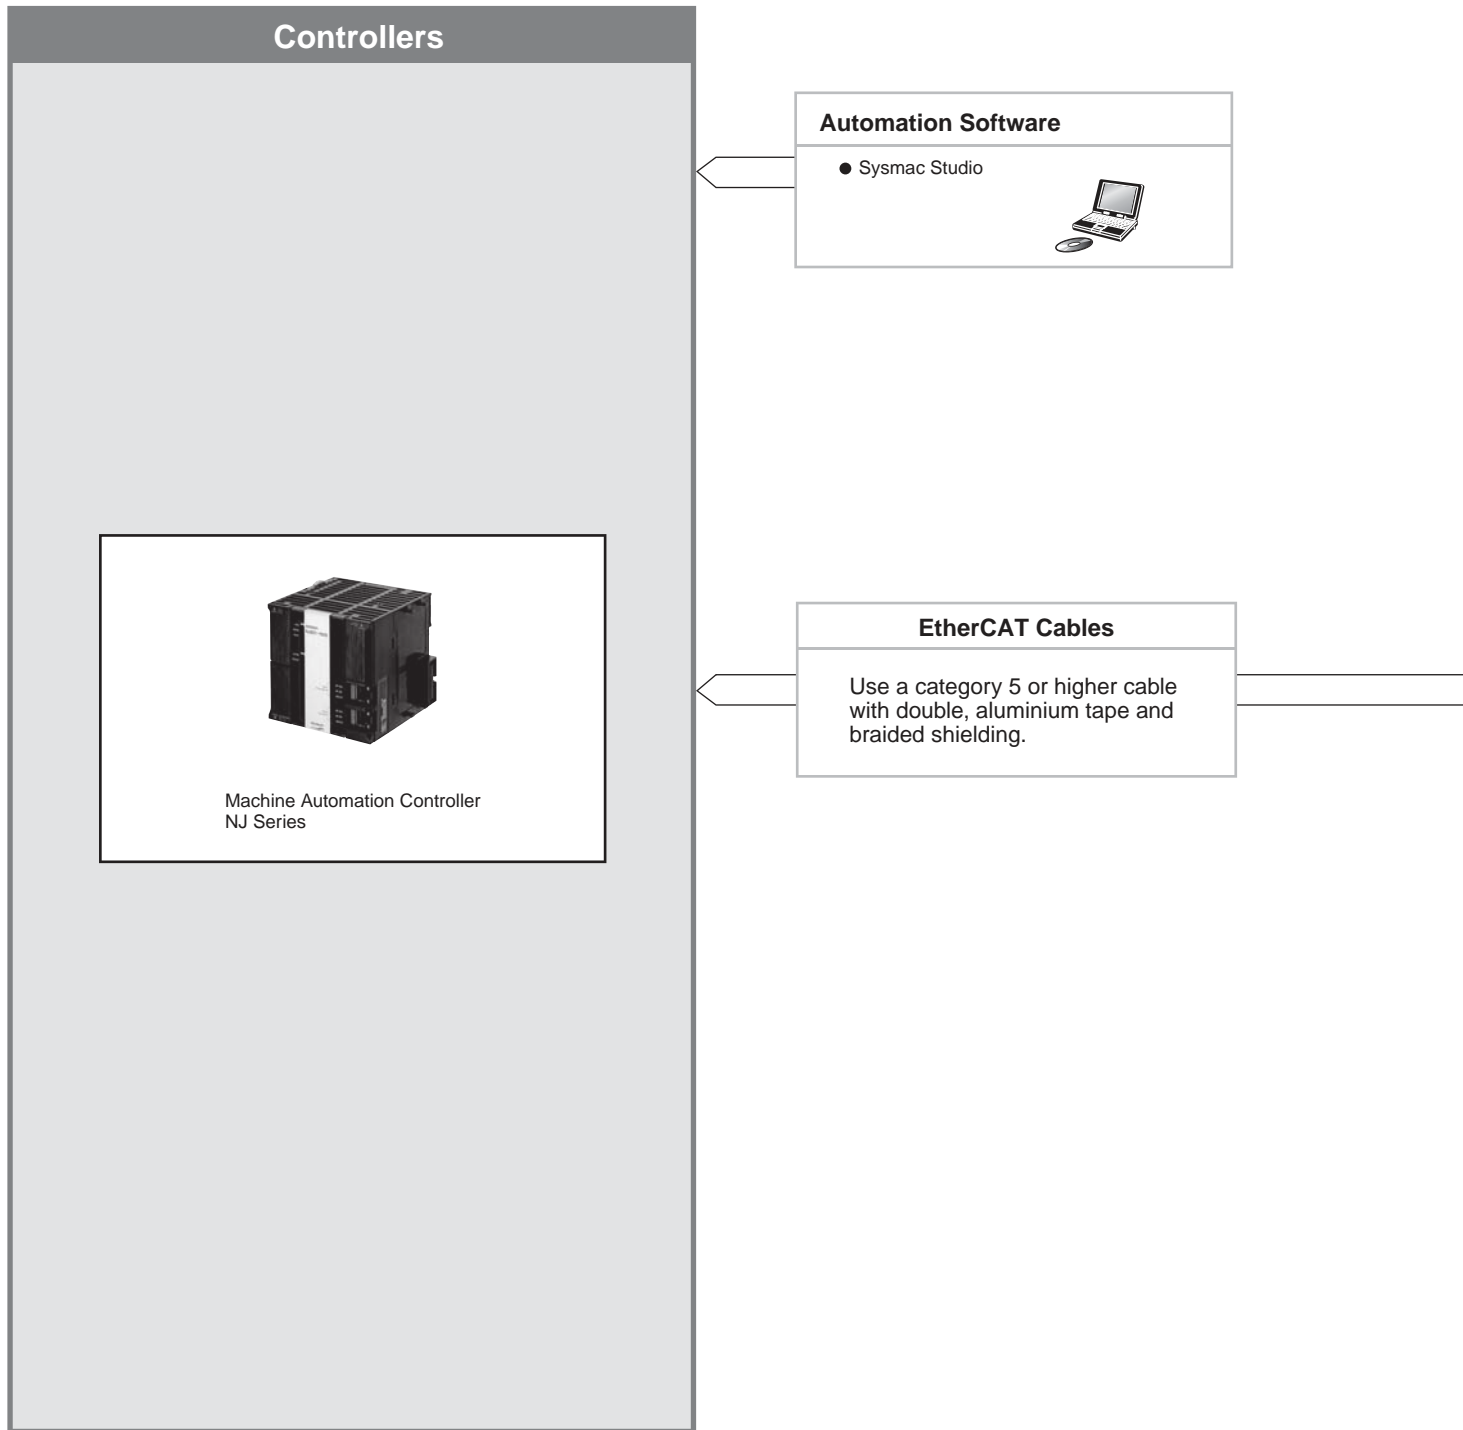 Controllers
Automation Software
● Sysmac Studio
EtherCAT Cables
Use a category 5 or higher cable
with double, aluminium tape and
braided shielding.
Machine Automation Controller
NJ Series